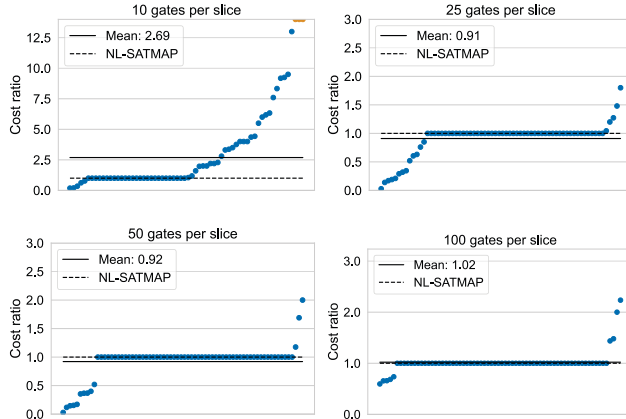 10 gates per slice
Cost ratio
12.5
10.0
7.5
5.0
2.5
0.0
Mean: 2.69
NL-SATMAP
25 gates per slice
Cost ratio
3.0
2.5
2.0
1.5
1.0
0.5
0.0
Mean: 0.91
NL-SATMAP
50 gates per slice
Cost ratio
3.0
2.5
2.0
1.5
1.0
0.5
0.0
Mean: 0.92
NL-SATMAP
100 gates per slice
Cost ratio
3.0
2.0
1.0
0.0
Mean: 1.02
NL-SATMAP